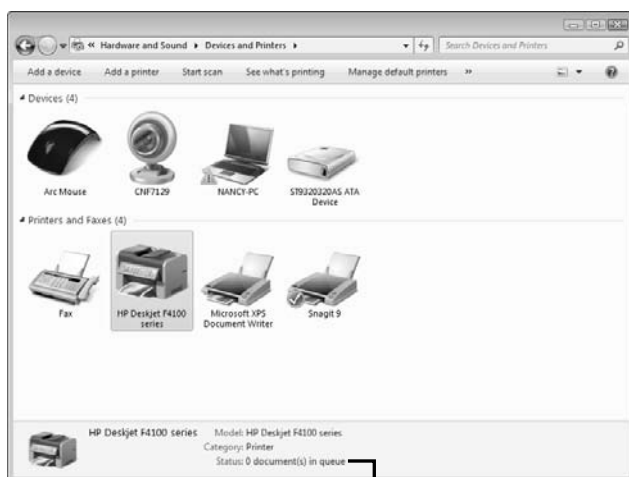 « Hardware and Sound ▸ Devices and Printers ▸
Search Devices and Printers
Add a device Add a printer Start scan See what's printing Manage default printers »
Devices (4)
Arc Mouse
CNF7129
NANCY-PC
ST9320320AS ATA
Device
Printers and Faxes (4)
Fax
HP Deskjet F4100
series
Microsoft XPS
Document Writer
Snagit 9
HP Deskjet F4100 series
Model: HP Deskjet F4100 series
Category: Printer
Status: 0 document(s) in queue